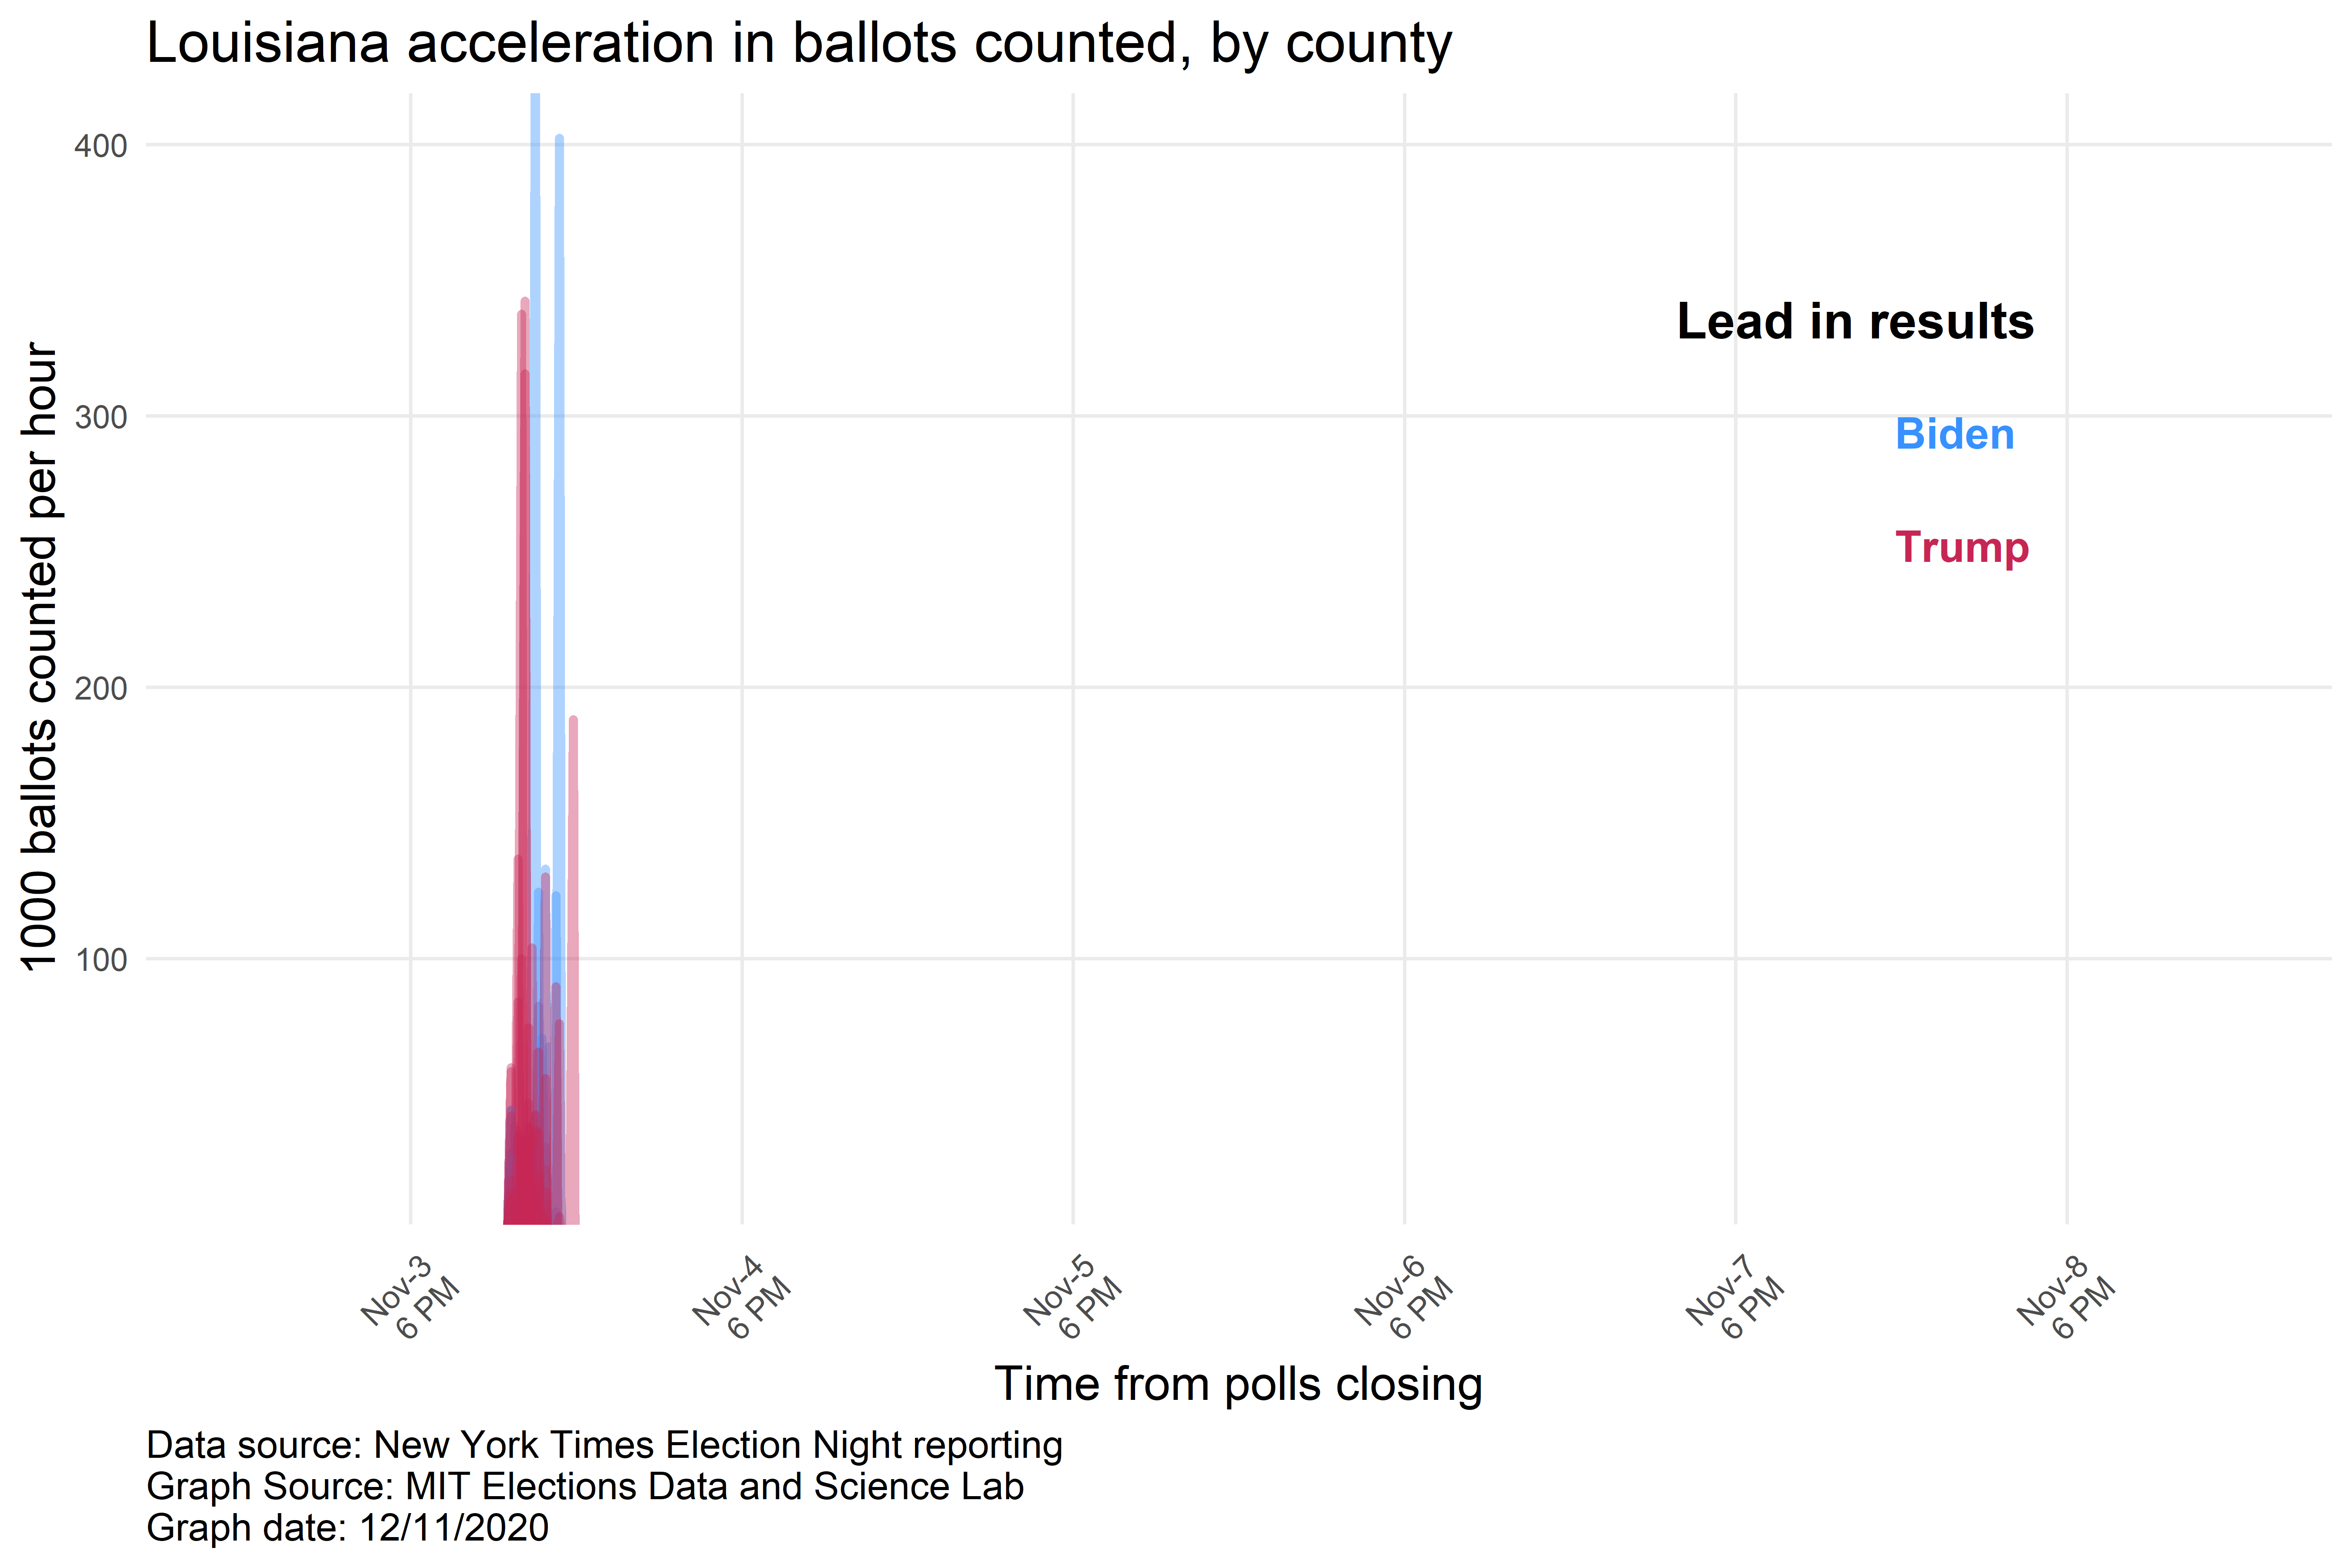 Louisiana acceleration in ballots counted, by county
400
300
200
100
1000 ballots counted per hour
Lead in results
Biden
Trump
Nov-3
6 PM
Nov-4
6 PM
Nov-5
6 PM
Nov-6
6 PM
Nov-7
6 PM
Nov-8
6 PM
Time from polls closing
Data source: New York Times Election Night reporting
Graph Source: MIT Elections Data and Science Lab
Graph date: 12/11/2020